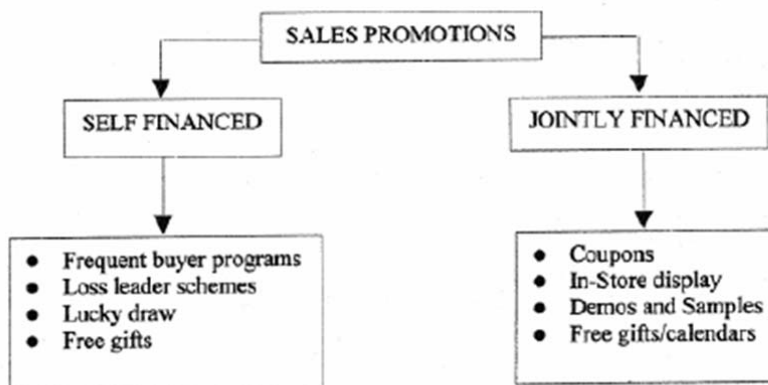 SALES PROMOTIONS
SELF FINANCED
JOINTLY FINANCED
● Frequent buyer programs
● Loss leader schemes
● Lucky draw
● Free gifts
● Coupons
● In-Store display
● Demos and Samples
● Free gifts/calendars